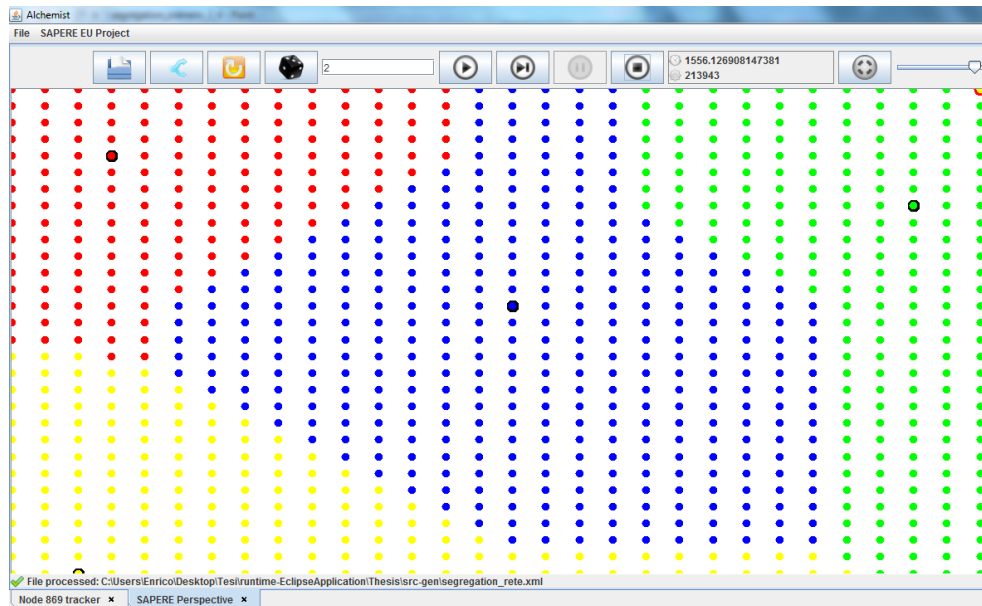 Alchemist
File SAPERE EU Project
2
1556.126908147381
213943
File processed: C:\Users\Enrico\Desktop\Tesi\runtime-EclipseApplication\Thesis\src-gen\segregation_rete.xml
Node 869 tracker × SAPERE Perspective ×